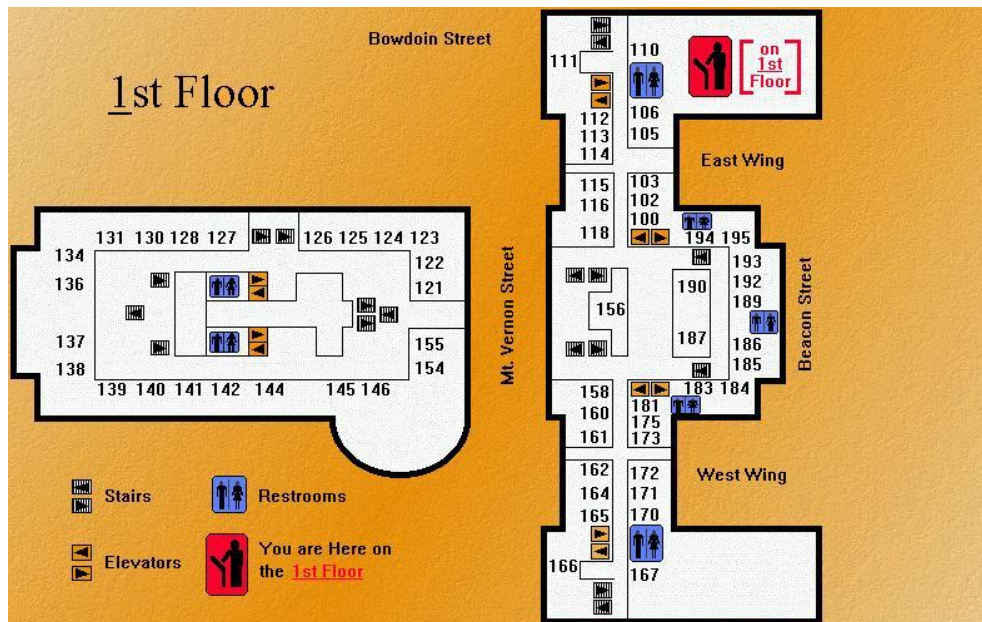 Bowdoin Street
1st Floor
111
110
on
1st
Floor
112
106
113
105
114
East Wing
115
103
116
102
118
100
194 195
193
192
190
189
156
187
186
185
Mt. Vernon Street
Beacon Street
131 130 128 127
126 125 124 123
134
122
136
121
137
155
138
154
139 140 141 142 144
145 146
158
183 184
160
181
175
161
173
162
172
West Wing
164
171
165
170
166
167
Stairs
Restrooms
Elevators
You are Here on
the 1st Floor